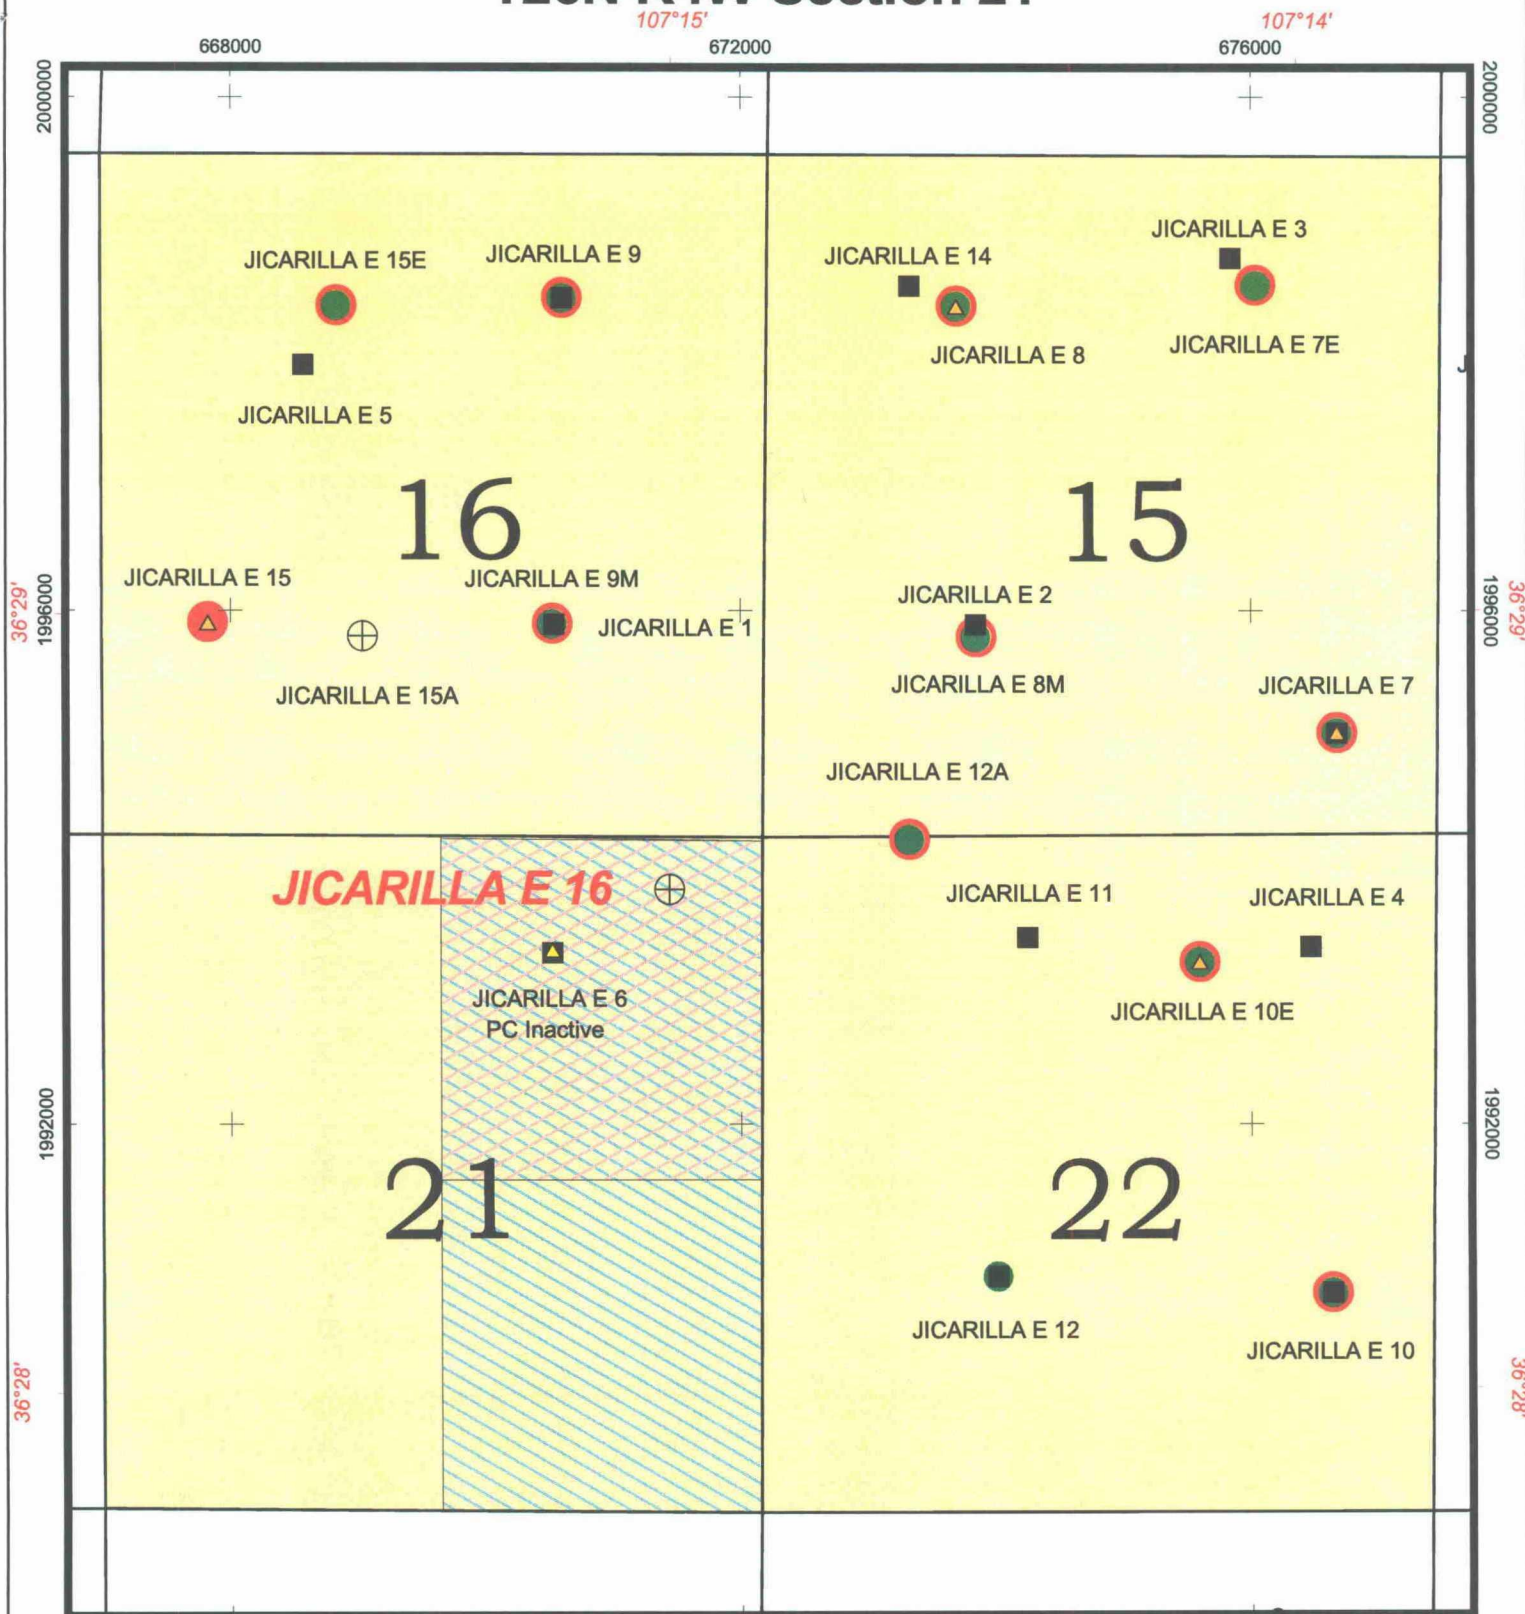 107°15'
107°14'
668000
672000
676000
2000000
2000000
JICARILLA E 3
JICARILLA E 15E
JICARILLA E 9
JICARILLA E 14
JICARILLA E 8
JICARILLA E 7E
J
JICARILLA E 5
16
15
JICARILLA E 15
JICARILLA E 9M
JICARILLA E 2
36°29'
1996000
1996000
36°29'
JICARILLA E 1
JICARILLA E 15A
JICARILLA E 8M
JICARILLA E 7
JICARILLA E 12A
JICARILLA E 16
JICARILLA E 11
JICARILLA E 4
JICARILLA E 6
PC Inactive
JICARILLA E 10E
1992000
1992000
21
22
JICARILLA E 12
JICARILLA E 10
36°28'
36°28'